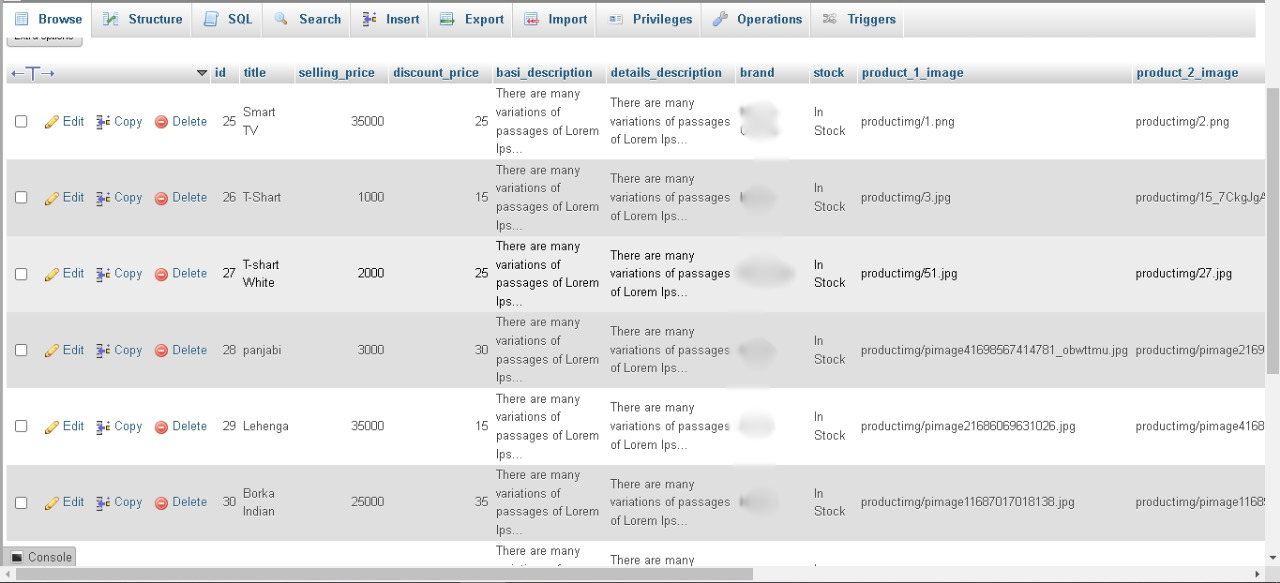 Browse Structure SQL Search Insert Export Import Privileges Operations Triggers
Extra options
←T→ id title selling_price discount_price basi_description details_description brand stock product_1_image product_2_image
Edit Copy Delete 25 Smart TV 35000 25 There are many variations of passages of Lorem Ips... There are many variations of passages of Lorem Ips... In Stock productimg/1.png productimg/2.png
Edit Copy Delete 26 T-Shart 1000 15 There are many variations of passages of Lorem Ips... There are many variations of passages of Lorem Ips... In Stock productimg/3.jpg productimg/15_7CkgJgA
Edit Copy Delete 27 T-shart White 2000 25 There are many variations of passages of Lorem Ips... There are many variations of passages of Lorem Ips... In Stock productimg/51.jpg productimg/27.jpg
Edit Copy Delete 28 panjabi 3000 30 There are many variations of passages of Lorem Ips... There are many variations of passages of Lorem Ips... In Stock productimg/pimage41698567414781_obwttmu.jpg productimg/pimage2169
Edit Copy Delete 29 Lehenga 35000 15 There are many variations of passages of Lorem Ips... There are many variations of passages of Lorem Ips... In Stock productimg/pimage21686069631026.jpg productimg/pimage4168
Edit Copy Delete 30 Borka Indian 25000 35 There are many variations of passages of Lorem Ips... There are many variations of passages of Lorem Ips... In Stock productimg/pimage11687017018138.jpg productimg/pimage1168
There are many There are many
Console